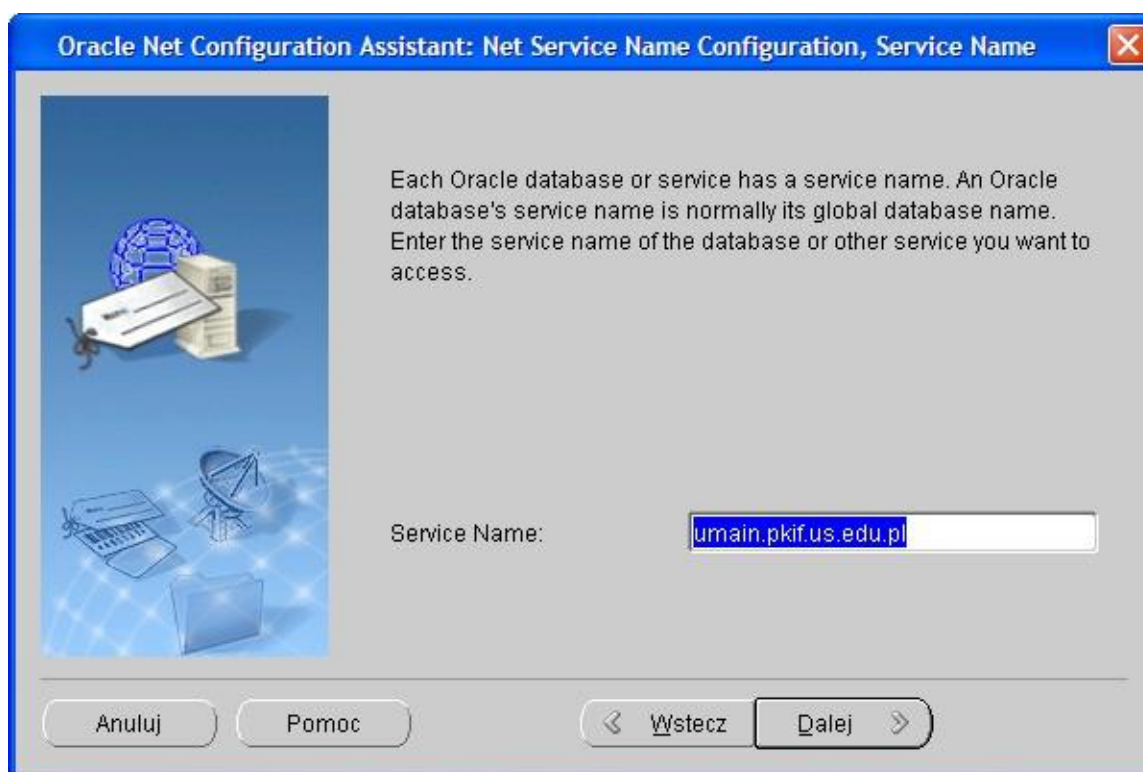 Oracle Net Configuration Assistant: Net Service Name Configuration, Service Name
Each Oracle database or service has a service name. An Oracle
database's service name is normally its global database name.
Enter the service name of the database or other service you want to
access.
Service Name: umain.pkif.us.edu.pl
Anuluj Pomoc Wstecz Dalej